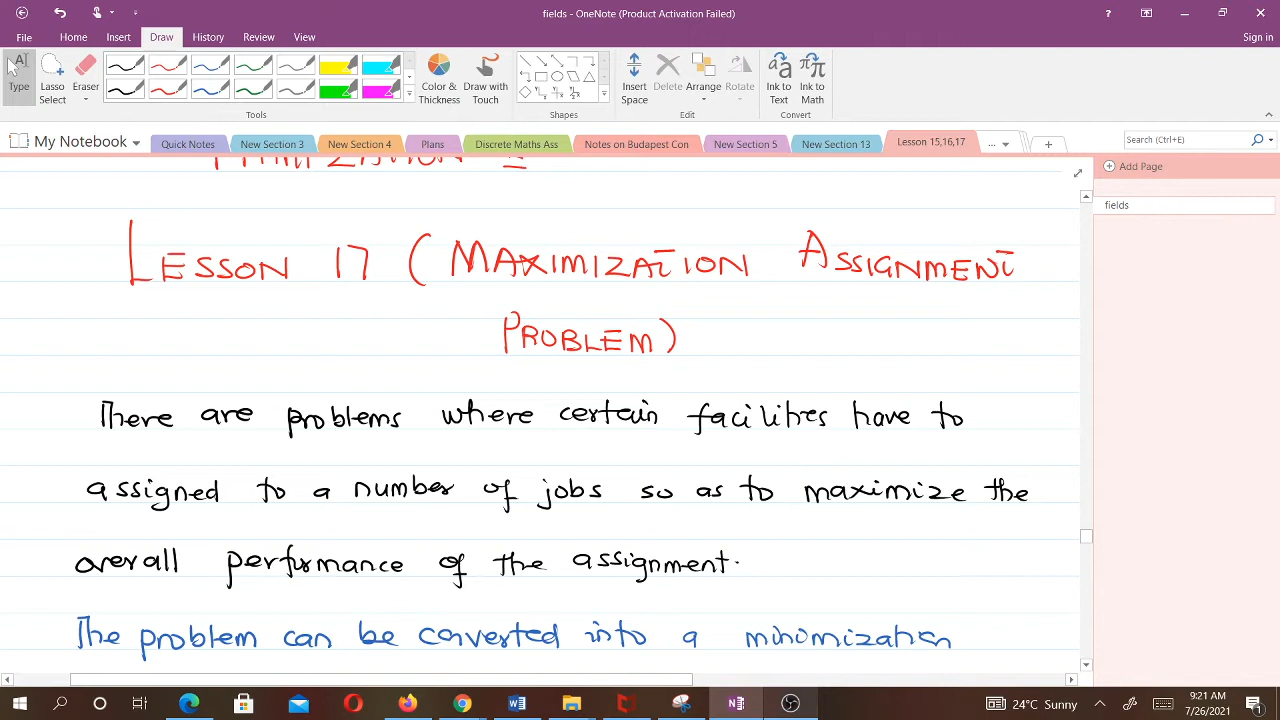 fields - OneNote (Product Activation Failed)
File Home Insert Draw History Review View Sign in
Type Lasso Select Eraser Color & Thickness Draw with Touch Insert Space Delete Arrange Rotate Ink to Text Ink to Math
Tools Shapes Edit Convert
My Notebook Quick Notes New Section 3 New Section 4 Plans Discrete Maths Ass Notes on Budapest Con New Section 5 New Section 13 Lesson 15,16,17 ... Search (Ctrl+E)
Add Page
fields
LESSON 17 (MAXIMIZATION ASSIGNMENT
PROBLEM)
There are problems where certain facilities have to
assigned to a number of jobs so as to maximize the
overall performance of the assignment.
The problem can be converted into a minimization
24°C Sunny
9:21 AM
7/26/2021